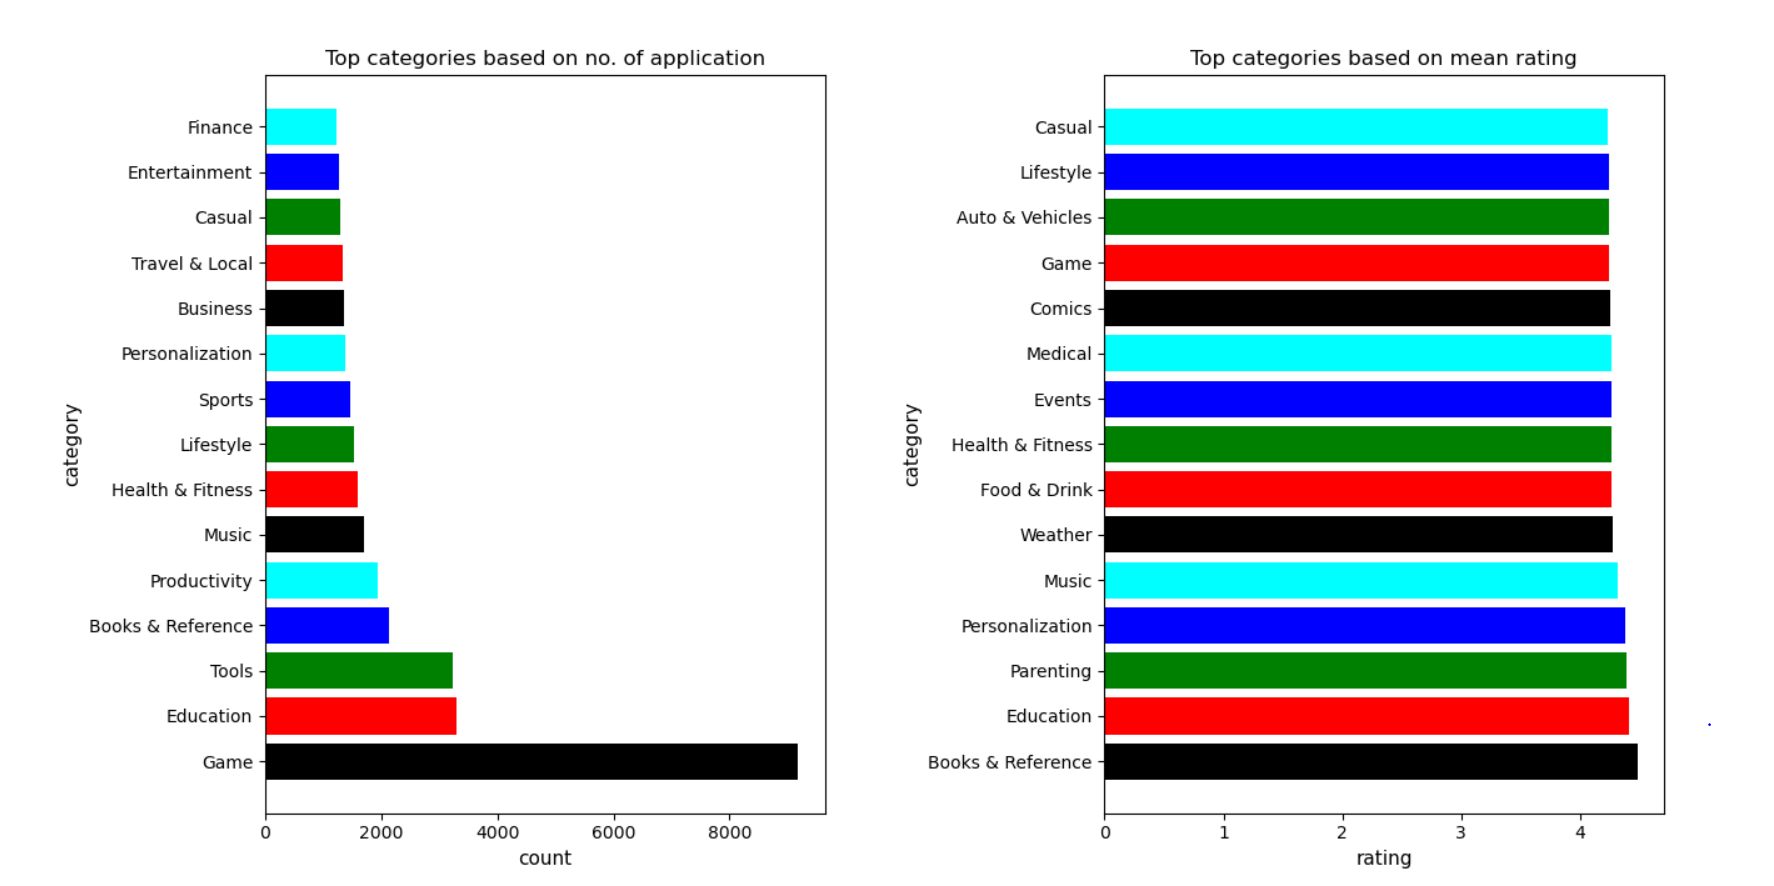 Top categories based on no. of application
Finance
Entertainment
Casual
Travel & Local
Business
Personalization
Sports
Lifestyle
Health & Fitness
Music
Productivity
Books & Reference
Tools
Education
Game
category
0 2000 4000 6000 8000
count
Top categories based on mean rating
Casual
Lifestyle
Auto & Vehicles
Game
Comics
Medical
Events
Health & Fitness
Food & Drink
Weather
Music
Personalization
Parenting
Education
Books & Reference
category
0 1 2 3 4
rating